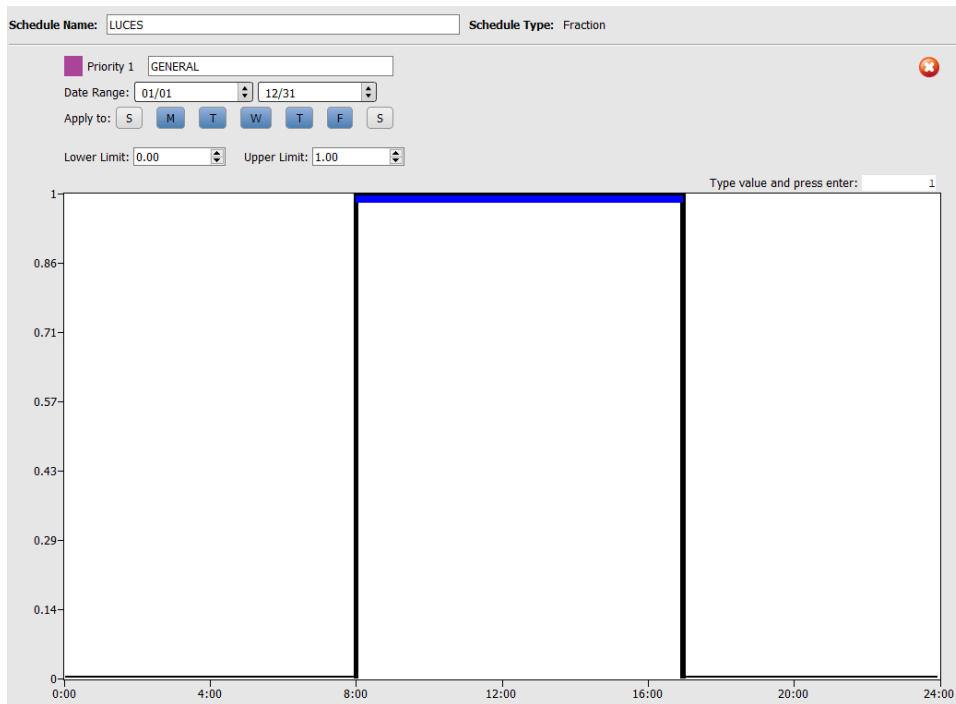 Schedule Name: LUCES Schedule Type: Fraction
Priority 1 GENERAL
Date Range: 01/01 12/31
Apply to: S M T W T F S
Lower Limit: 0.00 Upper Limit: 1.00
Type value and press enter: 1
1
0.86
0.71
0.57
0.43
0.29
0.14
0
0:00 4:00 8:00 12:00 16:00 20:00 24:00